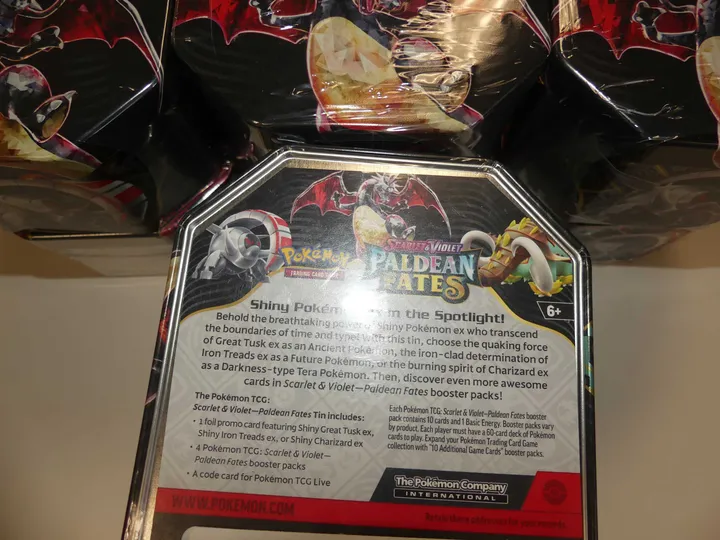 Pokémon
TRADING CARD GAME
SCARLET & VIOLET
PALDEAN
FATES
6+
Shiny Pokém in the Spotlight!
Behold the breathtaking power of shiny Pokémon ex who transcend
the boundaries of time and type! With this tin, choose the quaking force
of Great Tusk ex as an Ancient Pokémon, the iron-clad determination of
Iron Treads ex as a Future Pokémon, or the burning spirit of Charizard ex
as a Darkness-type Tera Pokémon. Then, discover even more awesome
cards in Scarlet & Violet—Paldean Fates booster packs!
The Pokémon TCG:
Scarlet & Violet—Paldean Fates Tin includes:
• 1 foil promo card featuring Shiny Great Tusk ex,
Shiny Iron Treads ex, or Shiny Charizard ex
• 4 Pokémon TCG: Scarlet & Violet—
Paldean Fates booster packs
• A code card for Pokémon TCG Live
Each Pokémon TCG: Scarlet & Violet—Paldean Fates booster
pack contains 10 cards and 1 Basic Energy. Booster packs vary
by product. Each player must have a 60-card deck of Pokémon
cards to play. Expand your Pokémon Trading Card Game
collection with "10 Additional Game Cards" booster packs.
The Pokémon Company
INTERNATIONAL
WWW.POKEMON.COM